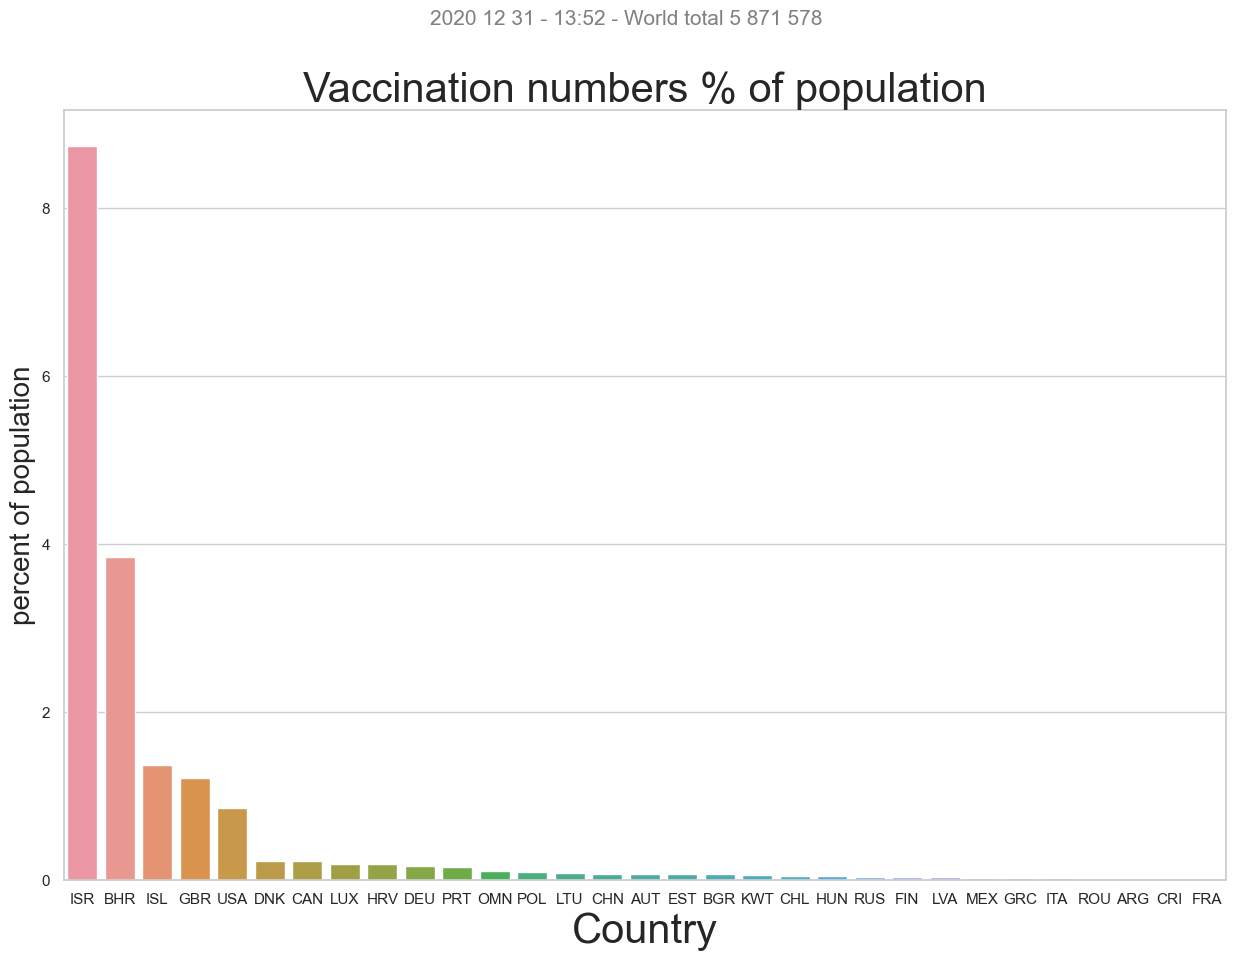 2020 12 31 - 13:52 - World total 5 871 578
Vaccination numbers % of population
percent of population
8
6
4
2
0
ISR BHR ISL GBR USA DNK CAN LUX HRV DEU PRT OMN POL LTU CHN AUT EST BGR KWT CHL HUN RUS FIN LVA MEX GRC ITA ROU ARG CRI FRA
Country